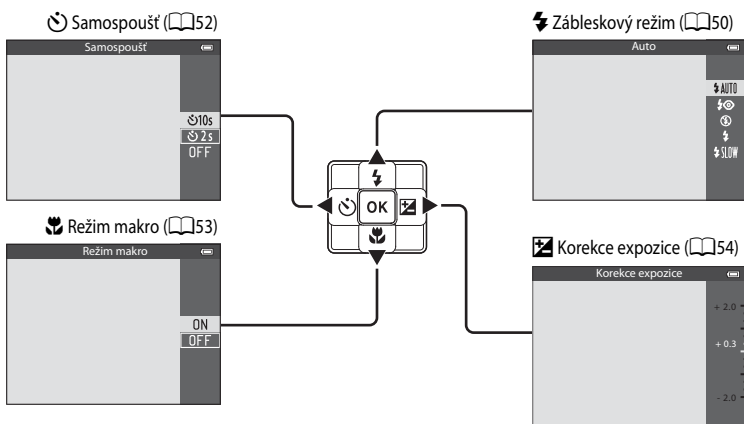 Samospoušť (52)
Samospoušť
10s
2s
OFF
Zábleskový režim (50)
Auto
AUTO
SLOW
OK
Režim makro (53)
Režim makro
ON
OFF
Korekce expozice (54)
Korekce expozice
+ 2.0
+ 0.3
- 2.0